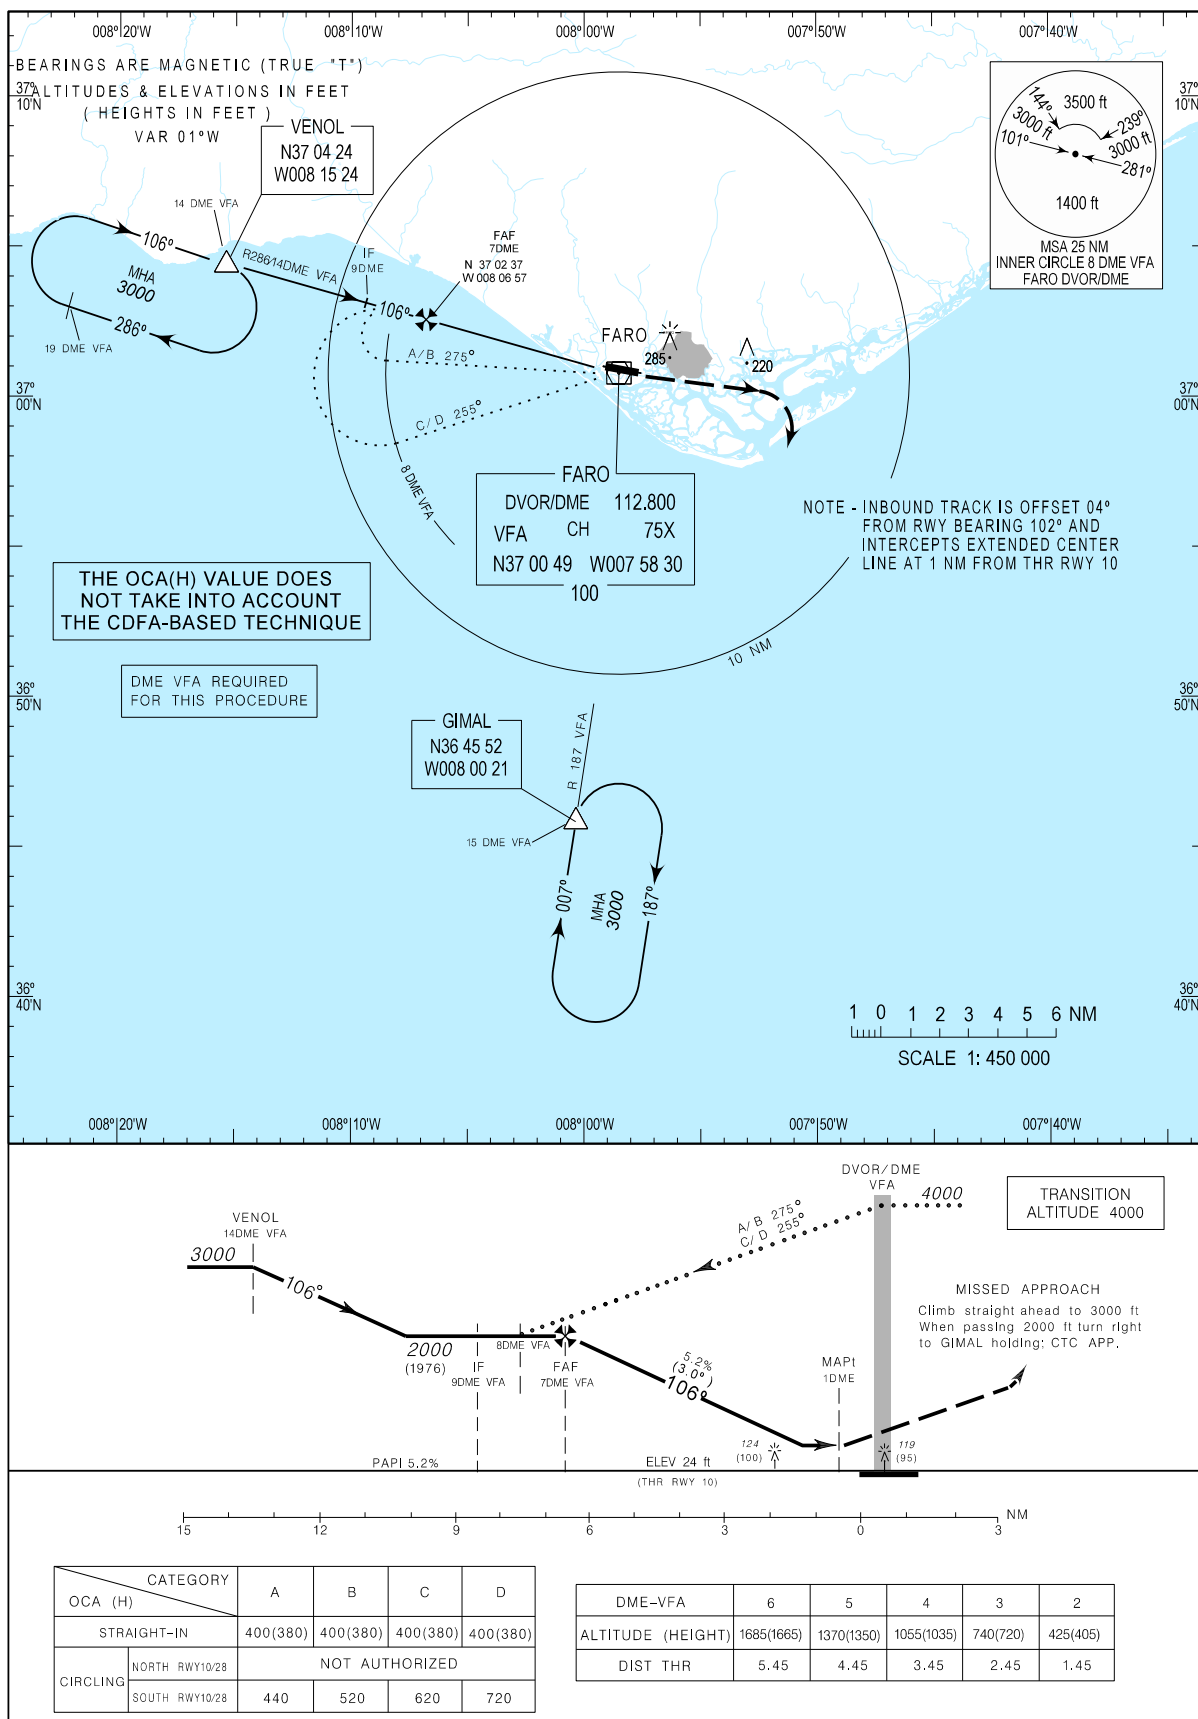 008°20'W 008°10'W 008°00'W 007°50'W 007°40'W
BEARINGS ARE MAGNETIC (TRUE "T")
ALTITUDES & ELEVATIONS IN FEET
( HEIGHTS IN FEET )
VAR 01°W
37° 10'N
37° 10'N
VENOL
N37 04 24
W008 15 24
3500 ft
144°
3000 ft
101°
239°
3000 ft
281°
1400 ft
MSA 25 NM
INNER CIRCLE 8 DME VFA
FARO DVOR/DME
14 DME VFA
106°
MHA
3000
286°
19 DME VFA
R28614DME VFA
IF
9DME
106°
FAF
7DME
N 37 02 37
W 008 06 57
A/B 275°
C/D 255°
8 DME VFA
FARO
285
220
37° 00'N
37° 00'N
FARO
DVOR/DME 112.800
VFA CH 75X
N37 00 49 W007 58 30
100
NOTE - INBOUND TRACK IS OFFSET 04°
FROM RWY BEARING 102° AND
INTERCEPTS EXTENDED CENTER
LINE AT 1 NM FROM THR RWY 10
THE OCA(H) VALUE DOES
NOT TAKE INTO ACCOUNT
THE CDFA-BASED TECHNIQUE
10 NM
DME VFA REQUIRED
FOR THIS PROCEDURE
36° 50'N
36° 50'N
GIMAL
N36 45 52
W008 00 21
R 187 VFA
15 DME VFA
007°
MHA
3000
187°
36° 40'N
36° 40'N
1 0 1 2 3 4 5 6 NM
SCALE 1: 450 000
008°20'W 008°10'W 008°00'W 007°50'W 007°40'W
DVOR/DME
VFA
TRANSITION
ALTITUDE 4000
4000
A/B 275°
C/D 255°
VENOL
14DME VFA
3000
106°
2000
(1976)
IF
9DME VFA
8DME VFA
FAF
7DME VFA
5.2%
(3.0°)
106°
MAPt
1DME
MISSED APPROACH
Climb straight ahead to 3000 ft
When passing 2000 ft turn right
to GIMAL holding; CTC APP.
PAPI 5.2%
ELEV 24 ft
(THR RWY 10)
124
(100)
119
(95)
15 12 9 6 3 0 3 NM
CATEGORY A B C D
OCA (H)
STRAIGHT-IN 400(380) 400(380) 400(380) 400(380)
CIRCLING
NORTH RWY10/28 NOT AUTHORIZED
SOUTH RWY10/28 440 520 620 720
DME-VFA 6 5 4 3 2
ALTITUDE (HEIGHT) 1685(1665) 1370(1350) 1055(1035) 740(720) 425(405)
DIST THR 5.45 4.45 3.45 2.45 1.45